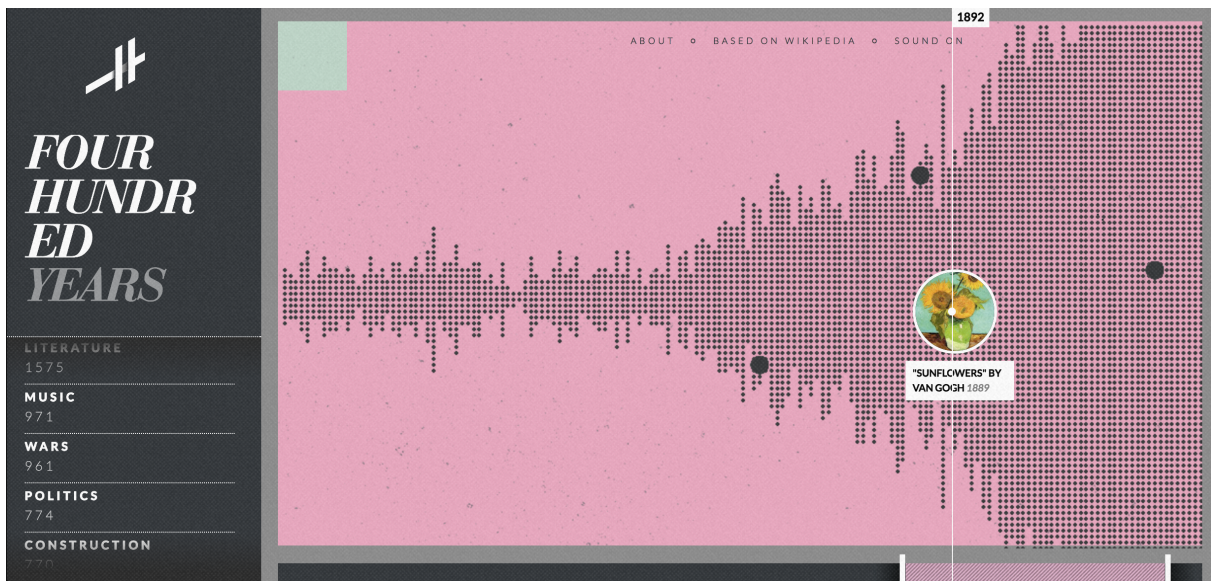 1892
ABOUT BASED ON WIKIPEDIA SOUND ON
FOUR
HUNDR
ED
YEARS
LITERATURE
1575
MUSIC
971
WARS
961
POLITICS
774
CONSTRUCTION
770
"SUNFLOWERS" BY
VAN GOGH 1889